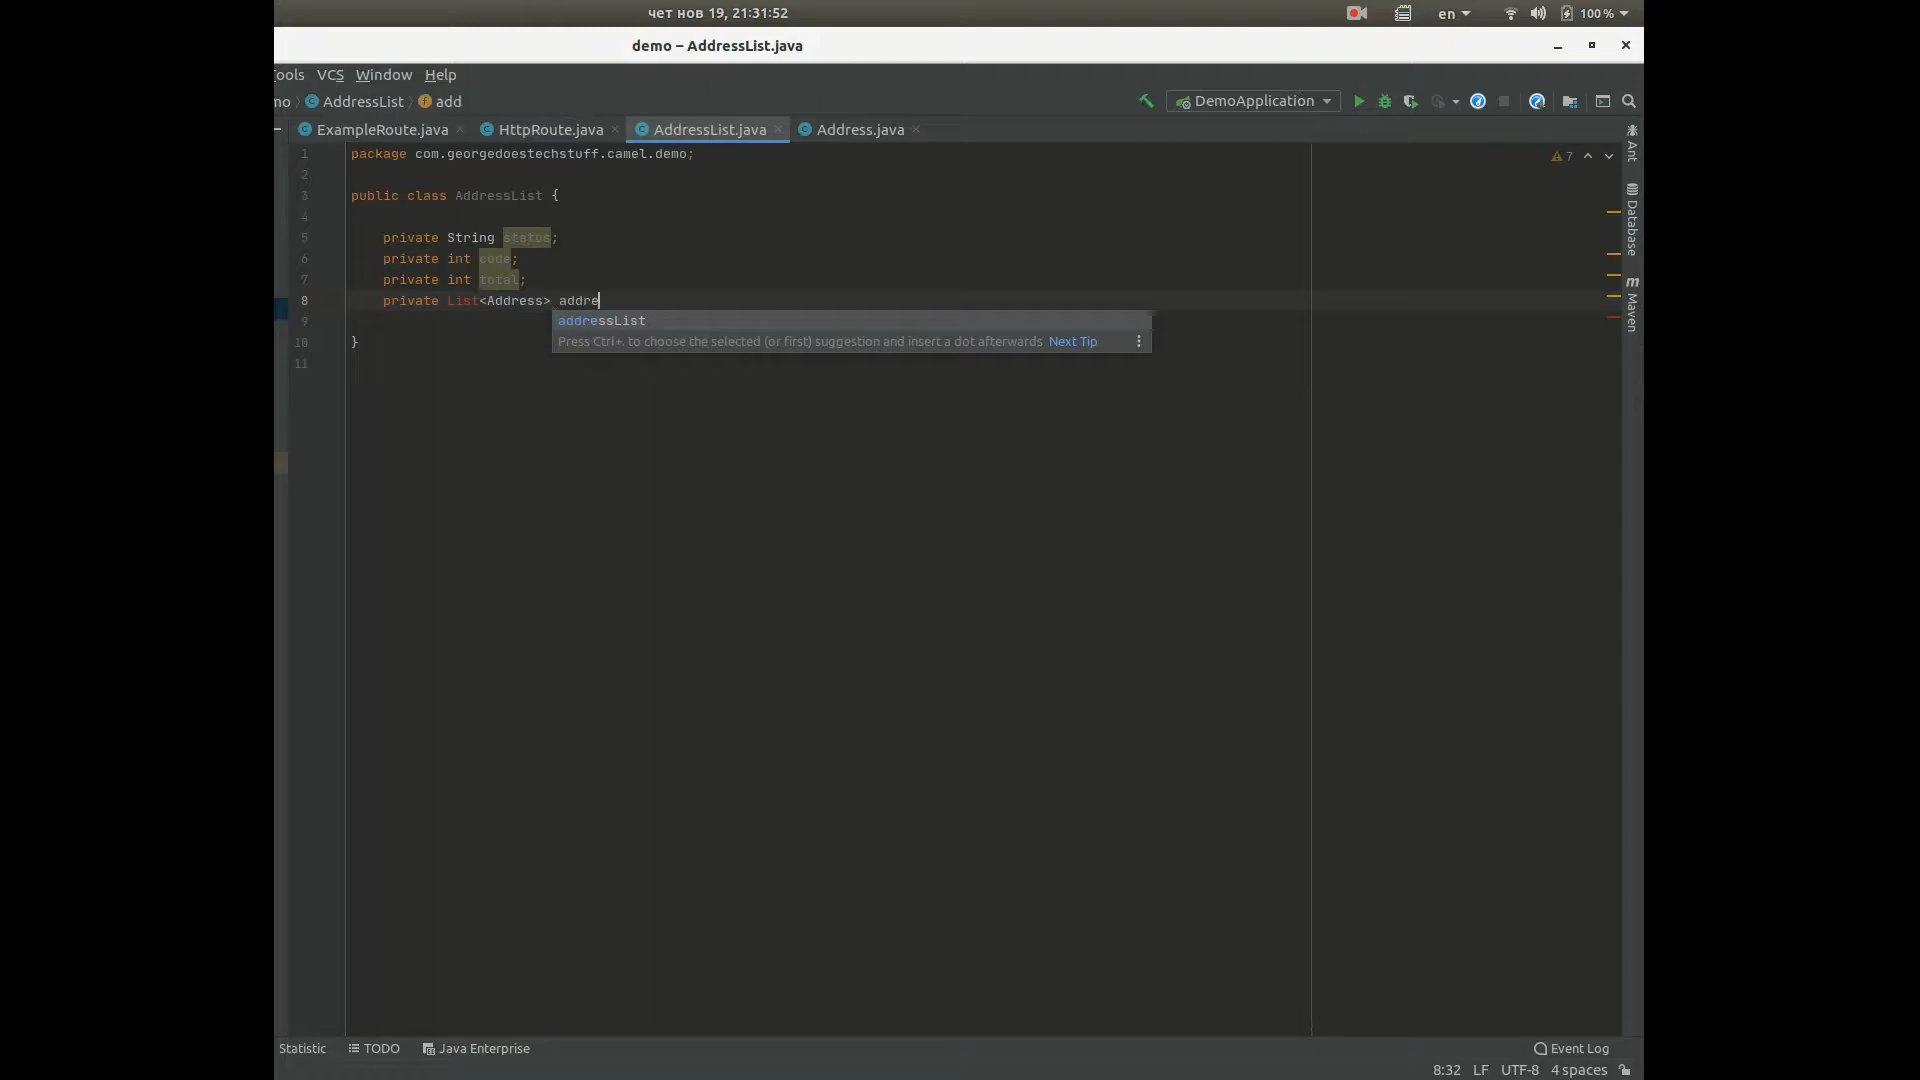 чет нов 19, 21:31:52
en
100 %
demo – AddressList.java
Tools VCS Window Help
mo AddressList add
DemoApplication
ExampleRoute.java HttpRoute.java AddressList.java Address.java
1 package com.georgedoestechstuff.camel.demo;
2
3 public class AddressList {
4
5 private String status;
6 private int code;
7 private int total;
8 private List<Address> addre
9
10 }
11
addressList
Press Ctrl+. to choose the selected (or first) suggestion and insert a dot afterwards Next Tip
7
Ant
Database
Maven
Statistic TODO Java Enterprise Event Log
8:32 LF UTF-8 4 spaces